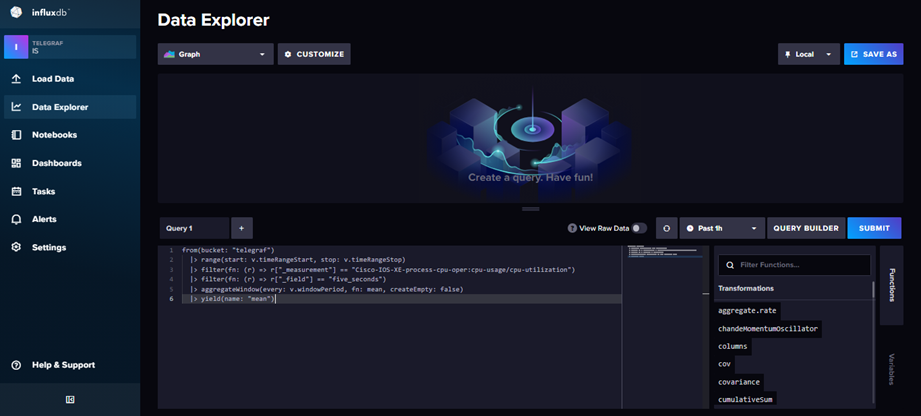 influxdb™
Data Explorer
I
TELEGRAF
IS
Graph
CUSTOMIZE
Local
SAVE AS
Load Data
Data Explorer
Notebooks
Dashboards
Tasks
Alerts
Settings
Help & Support
Create a query. Have fun!
Query 1
+
? View Raw Data
Past 1h
QUERY BUILDER
SUBMIT
1 from(bucket: "telegraf")
2 |> range(start: v.timeRangeStart, stop: v.timeRangeStop)
3 |> filter(fn: (r) => r["_measurement"] == "Cisco-IOS-XE-process-cpu-oper:cpu-usage/cpu-utilization")
4 |> filter(fn: (r) => r["_field"] == "five_seconds")
5 |> aggregateWindow(every: v.windowPeriod, fn: mean, createEmpty: false)
6 |> yield(name: "mean")
Filter Functions...
Transformations
aggregate.rate
chandeMomentumOscillator
columns
cov
covariance
cumulativeSum
Functions
Variables